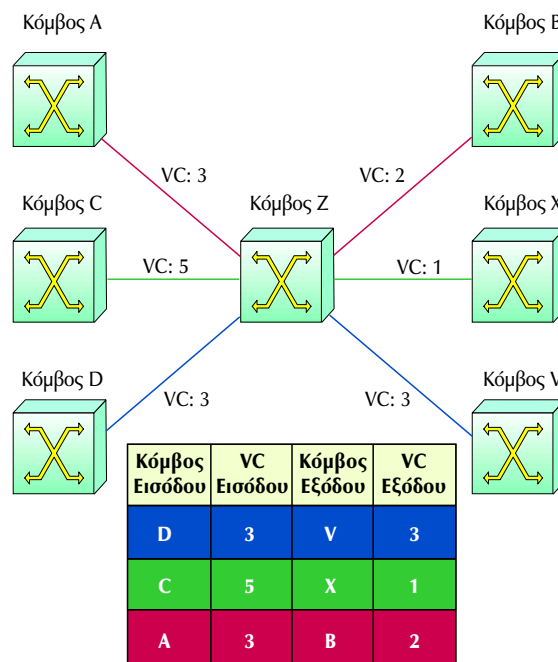 Κόμβος A
Κόμβος B
VC: 3
VC: 2
Κόμβος C
Κόμβος Z
Κόμβος X
VC: 5
VC: 1
Κόμβος D
Κόμβος V
VC: 3
VC: 3
Κόμβος Εισόδου
VC Εισόδου
Κόμβος Εξόδου
VC Εξόδου
D 3 V 3
C 5 X 1
A 3 B 2